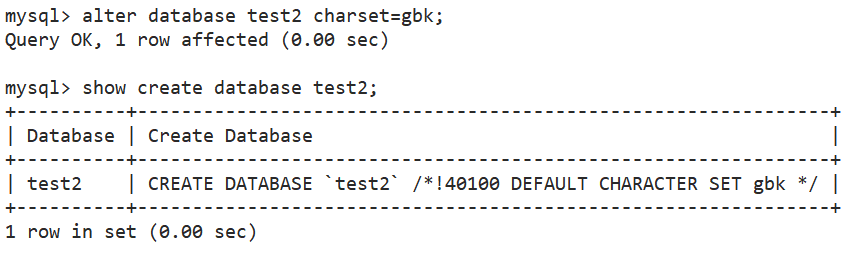 mysql> alter database test2 charset=gbk;
Query OK, 1 row affected (0.00 sec)
mysql> show create database test2;
+----------+---------------------------------------------------------------+
| Database | Create Database                                               |
+----------+---------------------------------------------------------------+
| test2    | CREATE DATABASE `test2` /*!40100 DEFAULT CHARACTER SET gbk */ |
+----------+---------------------------------------------------------------+
1 row in set (0.00 sec)